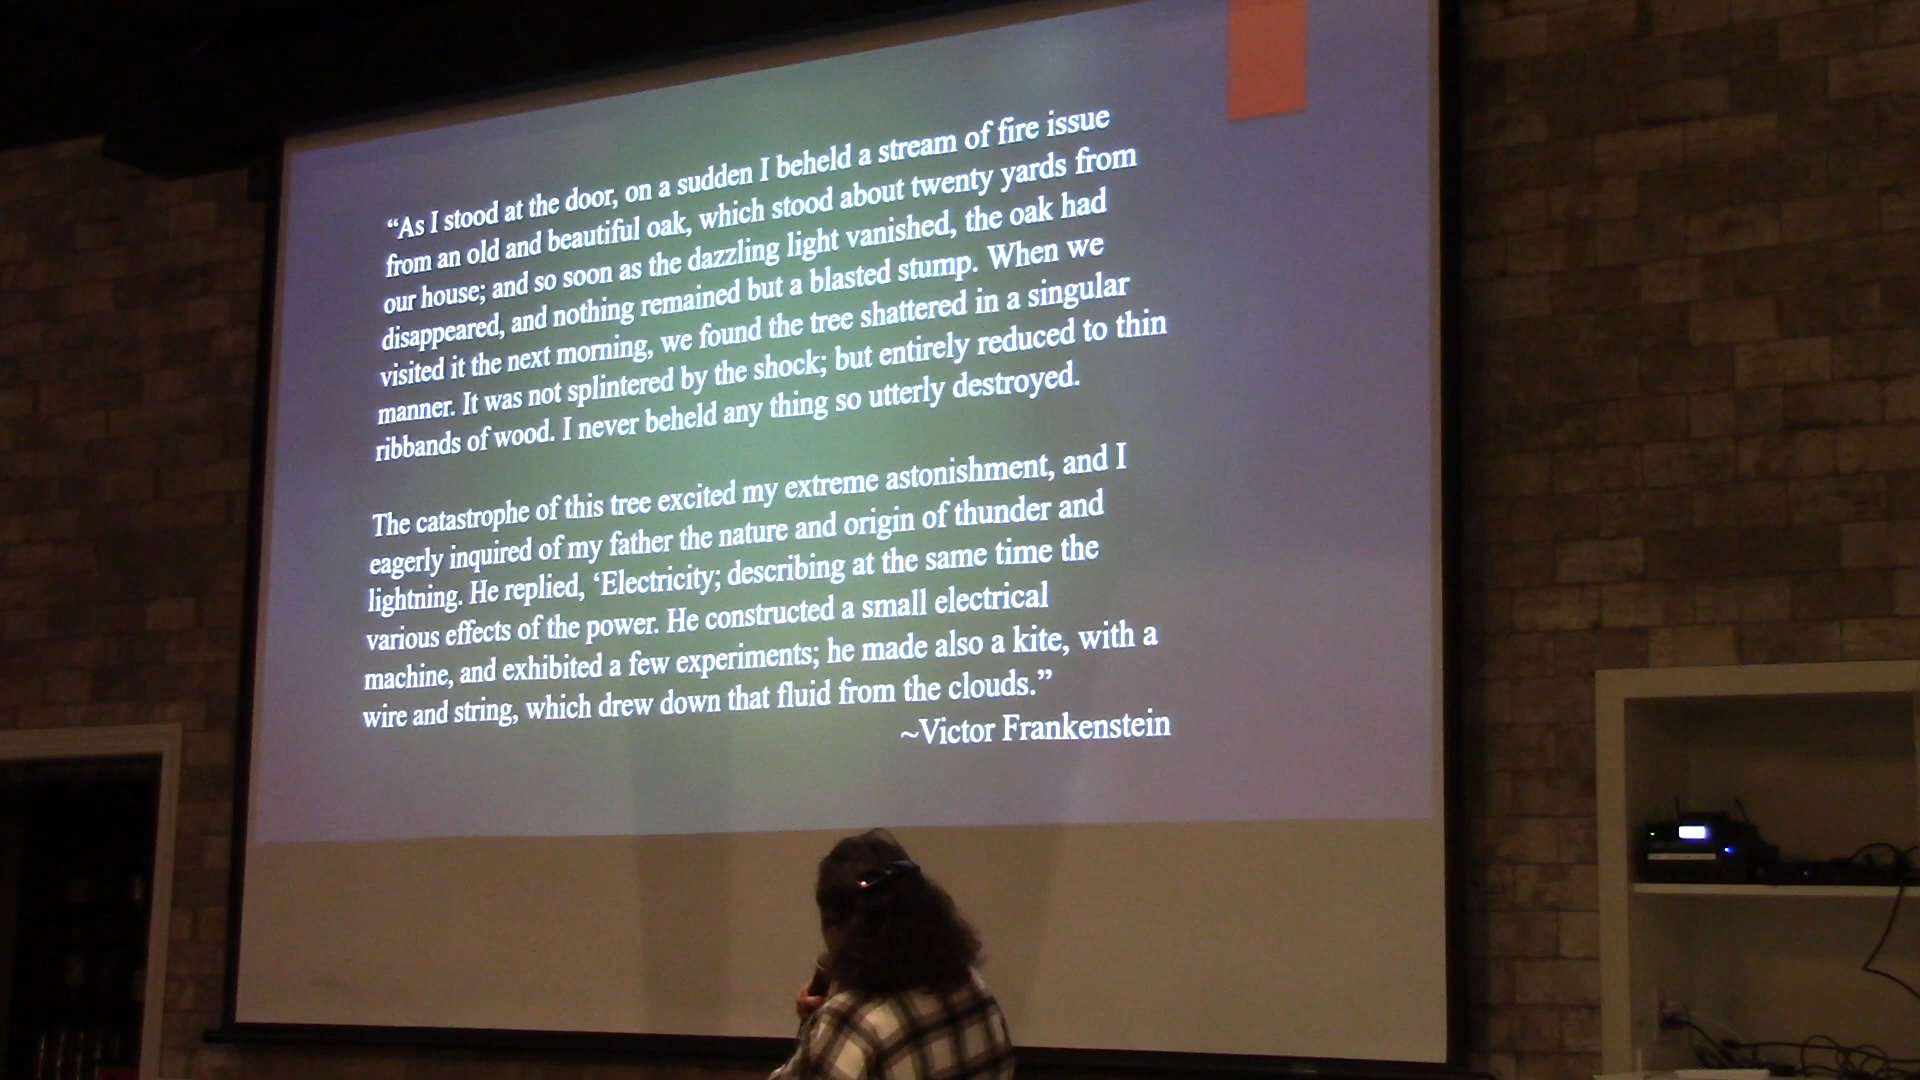 “As I stood at the door, on a sudden I beheld a stream of fire issue
from an old and beautiful oak, which stood about twenty yards from
our house; and so soon as the dazzling light vanished, the oak had
disappeared, and nothing remained but a blasted stump. When we
visited it the next morning, we found the tree shattered in a singular
manner. It was not splintered by the shock; but entirely reduced to thin
ribbands of wood. I never beheld any thing so utterly destroyed.
The catastrophe of this tree excited my extreme astonishment, and I
eagerly inquired of my father the nature and origin of thunder and
lightning. He replied, ‘Electricity; describing at the same time the
various effects of the power. He constructed a small electrical
machine, and exhibited a few experiments; he made also a kite, with a
wire and string, which drew down that fluid from the clouds.”
~Victor Frankenstein